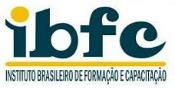 ibfc
INSTITUTO BRASILEIRO DE FORMAÇÃO E CAPACITAÇÃO